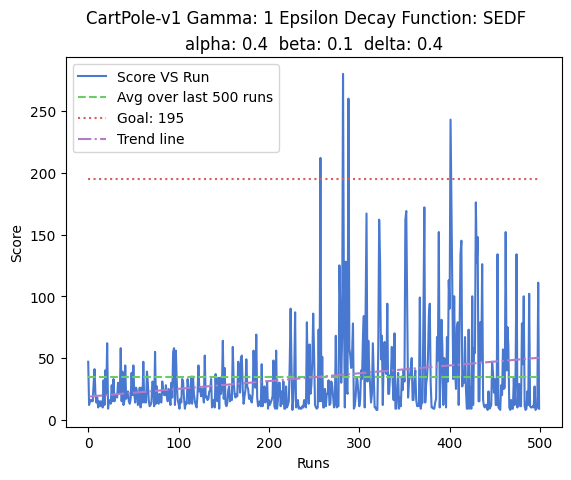 CartPole-v1 Gamma: 1 Epsilon Decay Function: SEDF
alpha: 0.4 beta: 0.1 delta: 0.4
Score VS Run
Avg over last 500 runs
Goal: 195
Trend line
250
200
150
100
50
0
Score
0 100 200 300 400 500
Runs